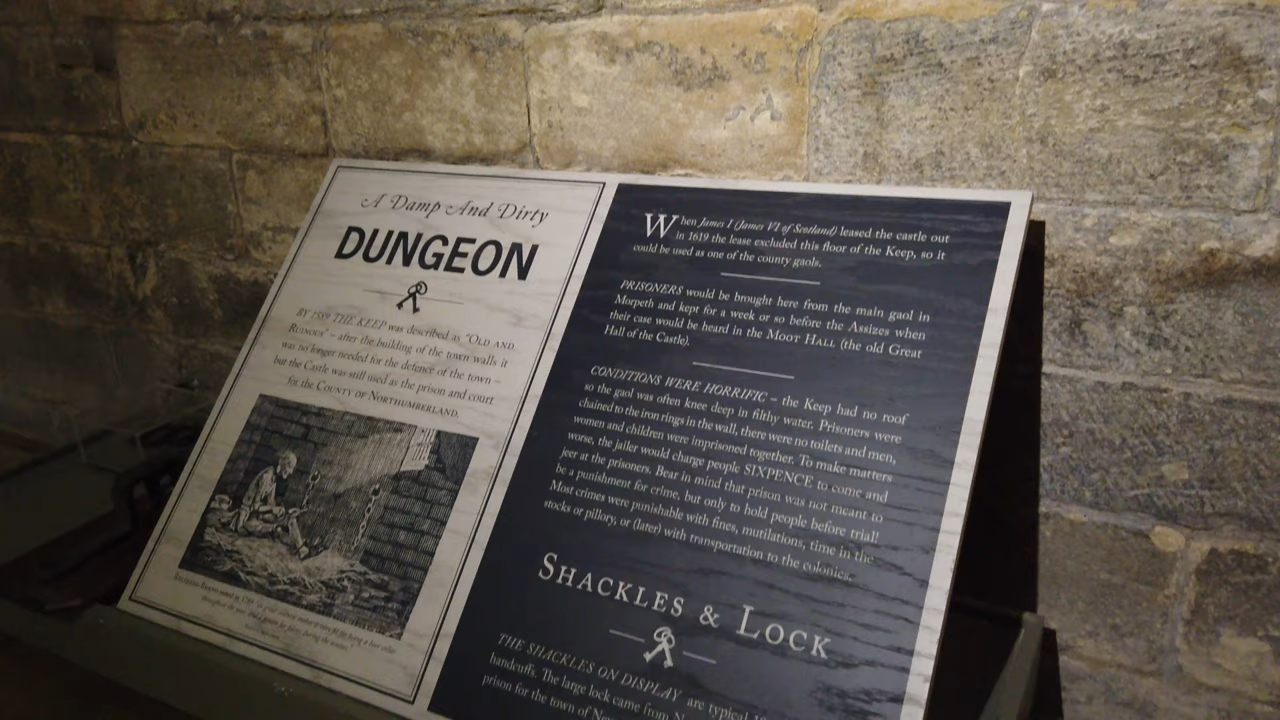 A Damp And Dirty
DUNGEON
BY 1589 THE KEEP was described as "OLD AND
RUINOUS" – after the building of the town walls it
was no longer needed for the defence of the town –
but the Castle was still used as the prison and court
for the COUNTY OF NORTHUMBERLAND.
When James I (James VI of Scotland) leased the castle out
in 1619 the lease excluded this floor of the Keep, so it
could be used as one of the county gaols.
PRISONERS would be brought here from the main gaol in
Morpeth and kept for a week or so before the Assizes when
their case would be heard in the MOOT HALL (the old Great
Hall of the Castle).
CONDITIONS WERE HORRIFIC – the Keep had no roof
so the gaol was often knee deep in filthy water. Prisoners were
chained to the iron rings in the wall, there were no toilets and men,
women and children were imprisoned together. To make matters
worse, the jailer would charge people SIXPENCE to come and
jeer at the prisoners. Bear in mind that prison was not meant to
be a punishment for crime, but only to hold people before trial!
Most crimes were punishable with fines, mutilations, time in the
stocks or pillory, or (later) with transportation to the colonies.
SHACKLES & LOCK
THE SHACKLES ON DISPLAY are typical
handcuffs. The large lock came from
prison for the town of